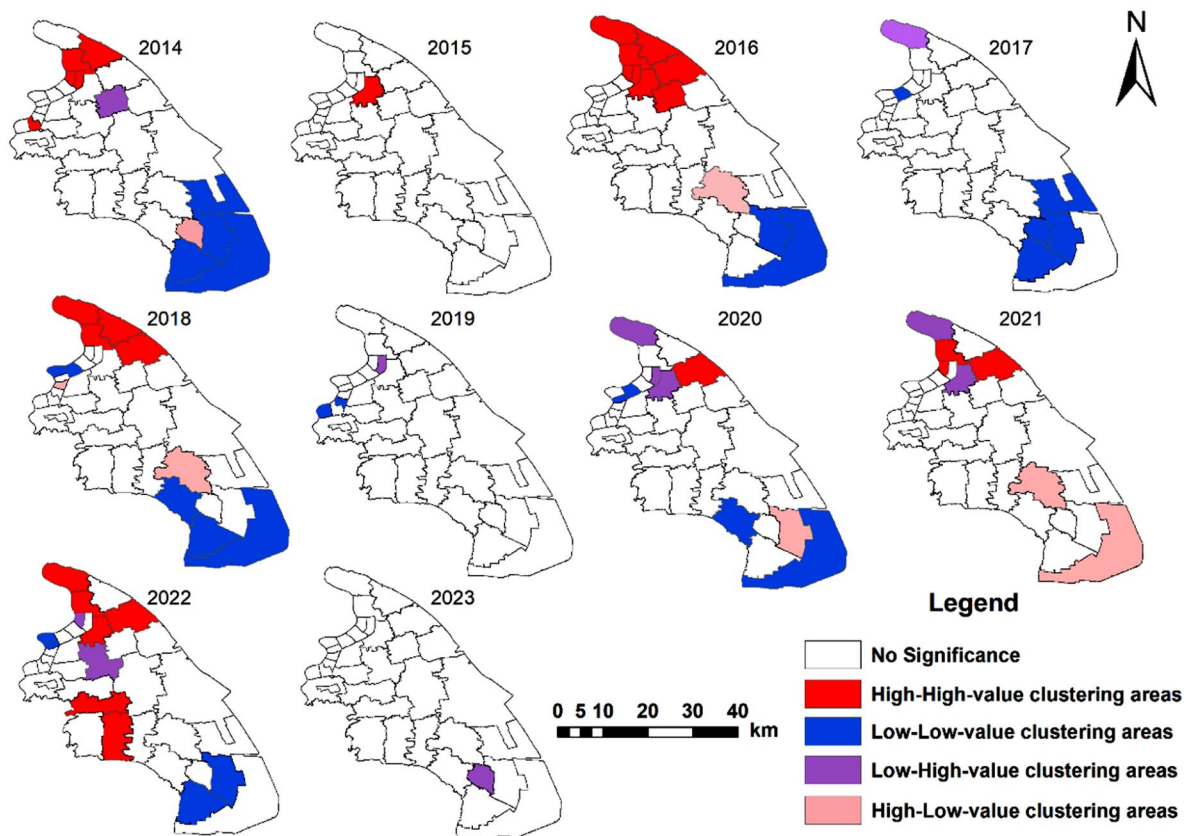 N
2014
2015
2016
2017
2018
2019
2020
2021
2022
2023
Legend
No Significance
High-High-value clustering areas
Low-Low-value clustering areas
Low-High-value clustering areas
High-Low-value clustering areas
0 5 10 20 30 40
km